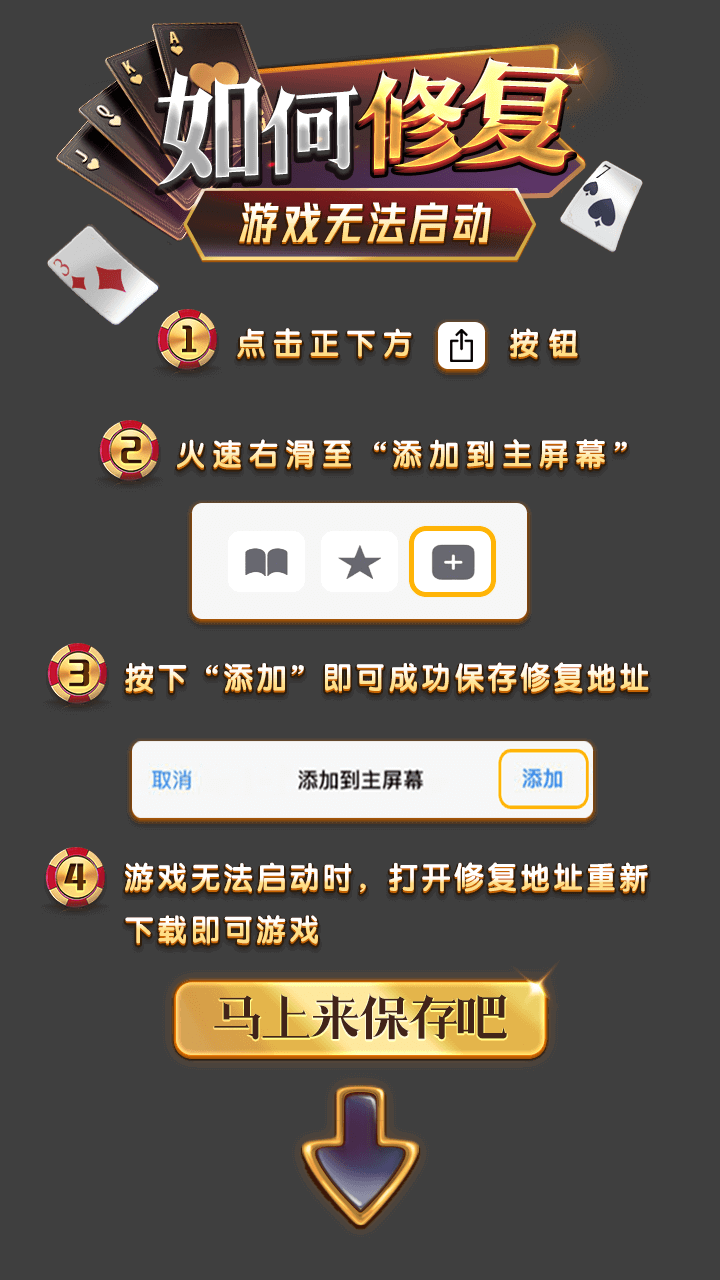 A
K
Q
J
如何修复
7
游戏无法启动
3
1 点击正下方 按钮
2 火速右滑至“添加到主屏幕”
3 按下“添加”即可成功保存修复地址
取消 添加到主屏幕 添加
4 游戏无法启动时，打开修复地址重新
下载即可游戏
马上来保存吧